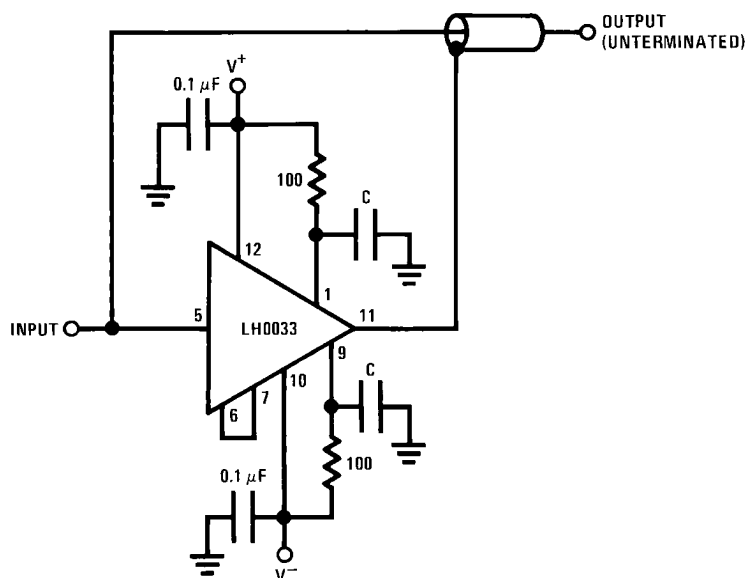 OUTPUT
(UNTERMINATED)
V+
0.1 μF
100
C
12
1
INPUT
5
LH0033
11
9
10
C
7
6
100
0.1 μF
V−